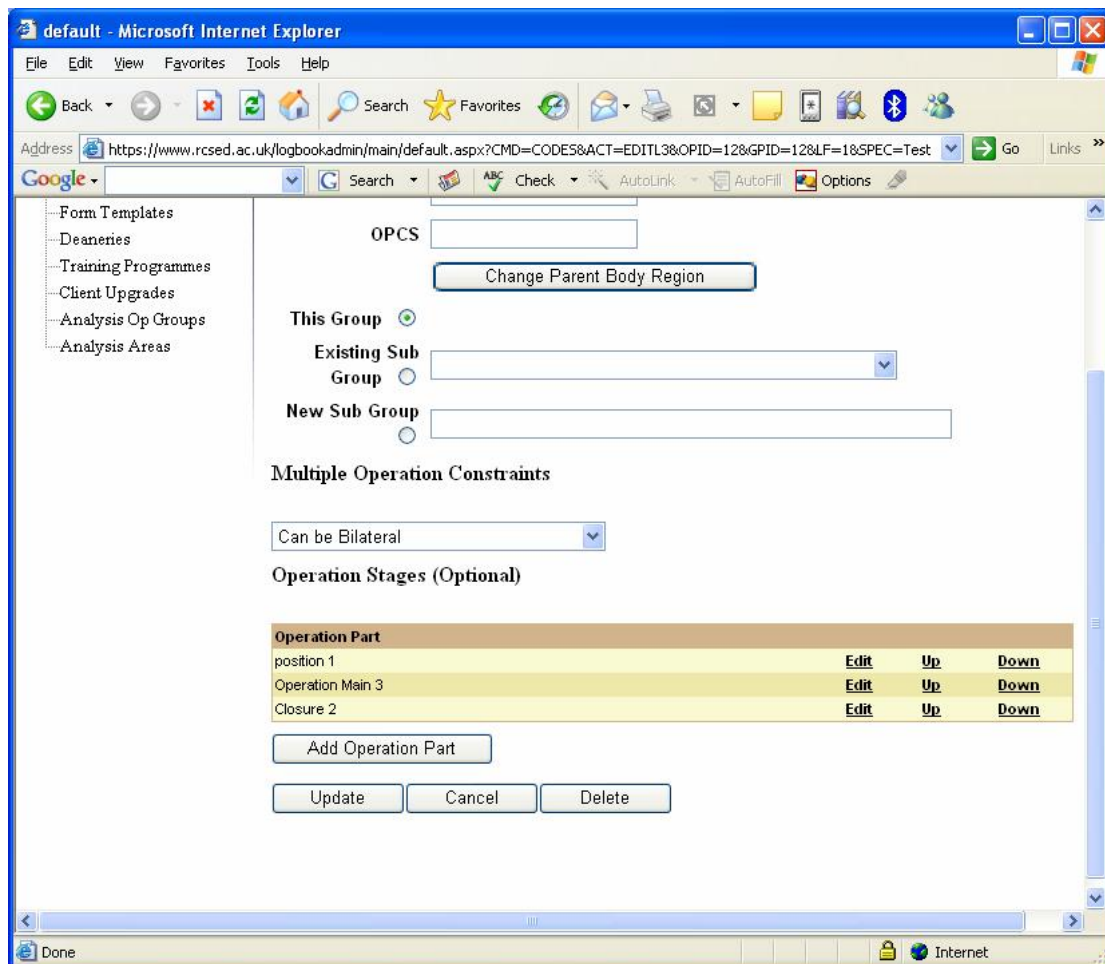 default - Microsoft Internet Explorer
File Edit View Favorites Tools Help
Back Search Favorites
Address https://www.rcsed.ac.uk/logbookadmin/main/default.aspx?CMD=CODES&ACT=EDITL3&OPID=12&GPID=12&LF=1&SPEC=Test Go Links »
Google Search ABC Check AutoLink AutoFill Options
Form Templates
Deaneries
Training Programmes
Client Upgrades
Analysis Op Groups
Analysis Areas
OPCS
Change Parent Body Region
This Group
Existing Sub
Group
New Sub Group
Multiple Operation Constraints
Can be Bilateral
Operation Stages (Optional)
Operation Part
position 1 Edit Up Down
Operation Main 3 Edit Up Down
Closure 2 Edit Up Down
Add Operation Part
Update Cancel Delete
Done Internet